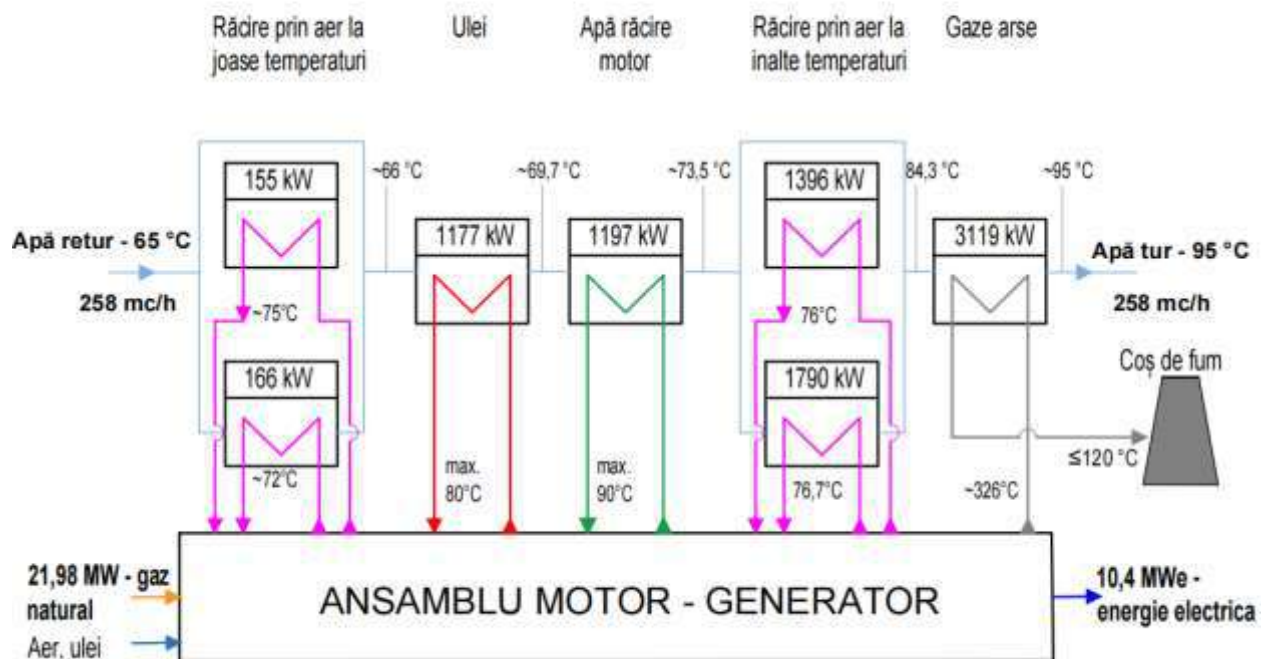 Răcire prin aer la
joase temperaturi
Ulei
Apă răcire
motor
Răcire prin aer la
inalte temperaturi
Gaze arse
155 kW
~66 °C
~69,7 °C
~73,5 °C
1396 kW
84,3 °C
~95 °C
Apă retur - 65 °C
258 mc/h
1177 kW
1197 kW
3119 kW
Apă tur - 95 °C
258 mc/h
~75°C
76°C
166 kW
1790 kW
Coș de fum
~72°C
max.
80°C
max.
90°C
76,7°C
~326°C
≤120 °C
21,98 MW - gaz
natural
Aer, ulei
ANSAMBLU MOTOR - GENERATOR
10,4 MWe -
energie electrica